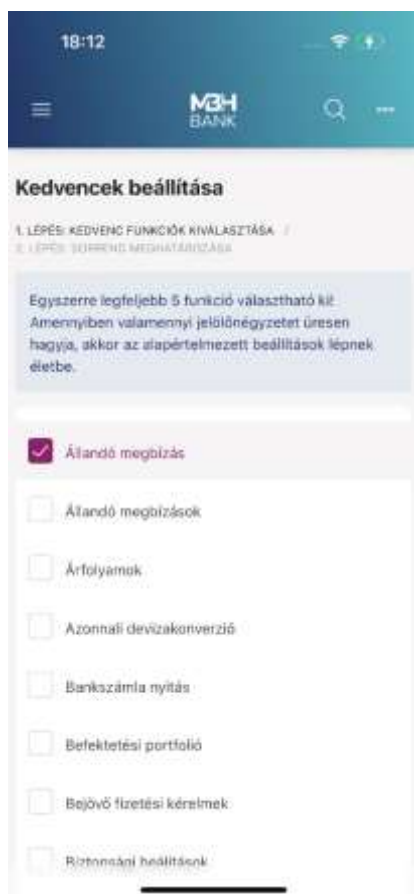 18:12
MBH
BANK
Kedvencek beállítása
1. LÉPÉS: KEDVENC FUNKCIÓK KIVÁLASZTÁSA /
2. LÉPÉS: SORREND MEGHATÁROZÁSA
Egyszerre legfeljebb 5 funkció választható ki!
Amennyiben valamennyi jelölőnégyzetet üresen
hagyja, akkor az alapértelmezett beállítások lépnek
életbe.
Állandó megbízás
Állandó megbízások
Árfolyamok
Azonnali devizakonverzió
Bankszámla nyitás
Befektetési portfolió
Bejövő fizetési kérelmek
Biztonsági beállítások